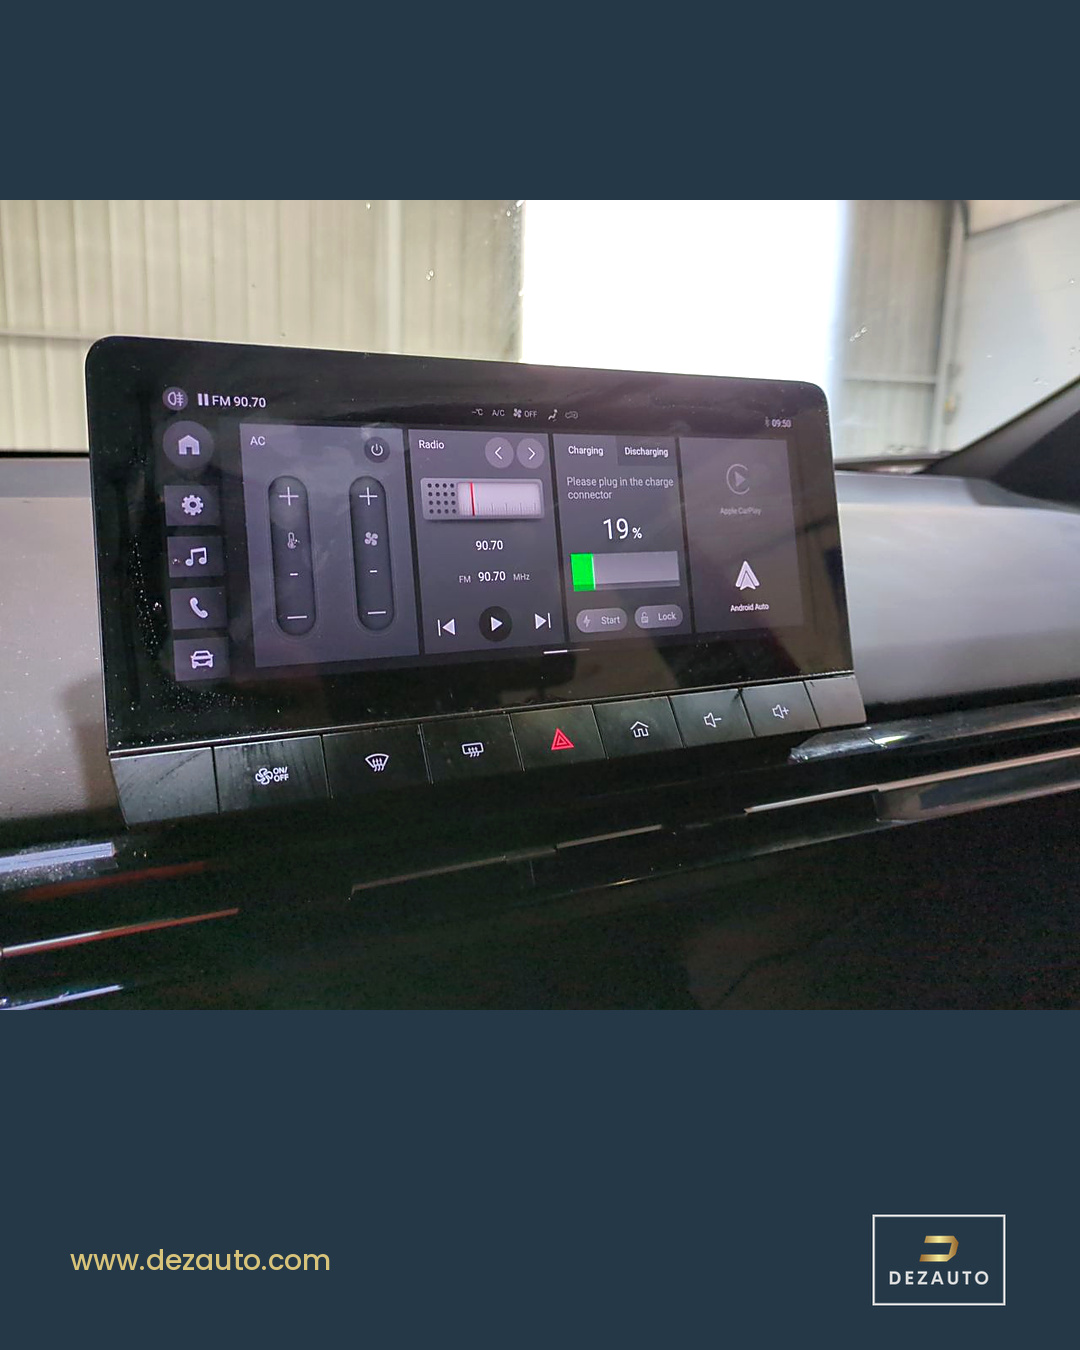 FM 90.70
°C A/C OFF
09:50
AC
Radio
90.70
FM 90.70 MHz
Charging Discharging
Please plug in the charge
connector
19 %
Start Lock
Apple CarPlay
Android Auto
ON/
OFF
www.dezauto.com
DEZAUTO